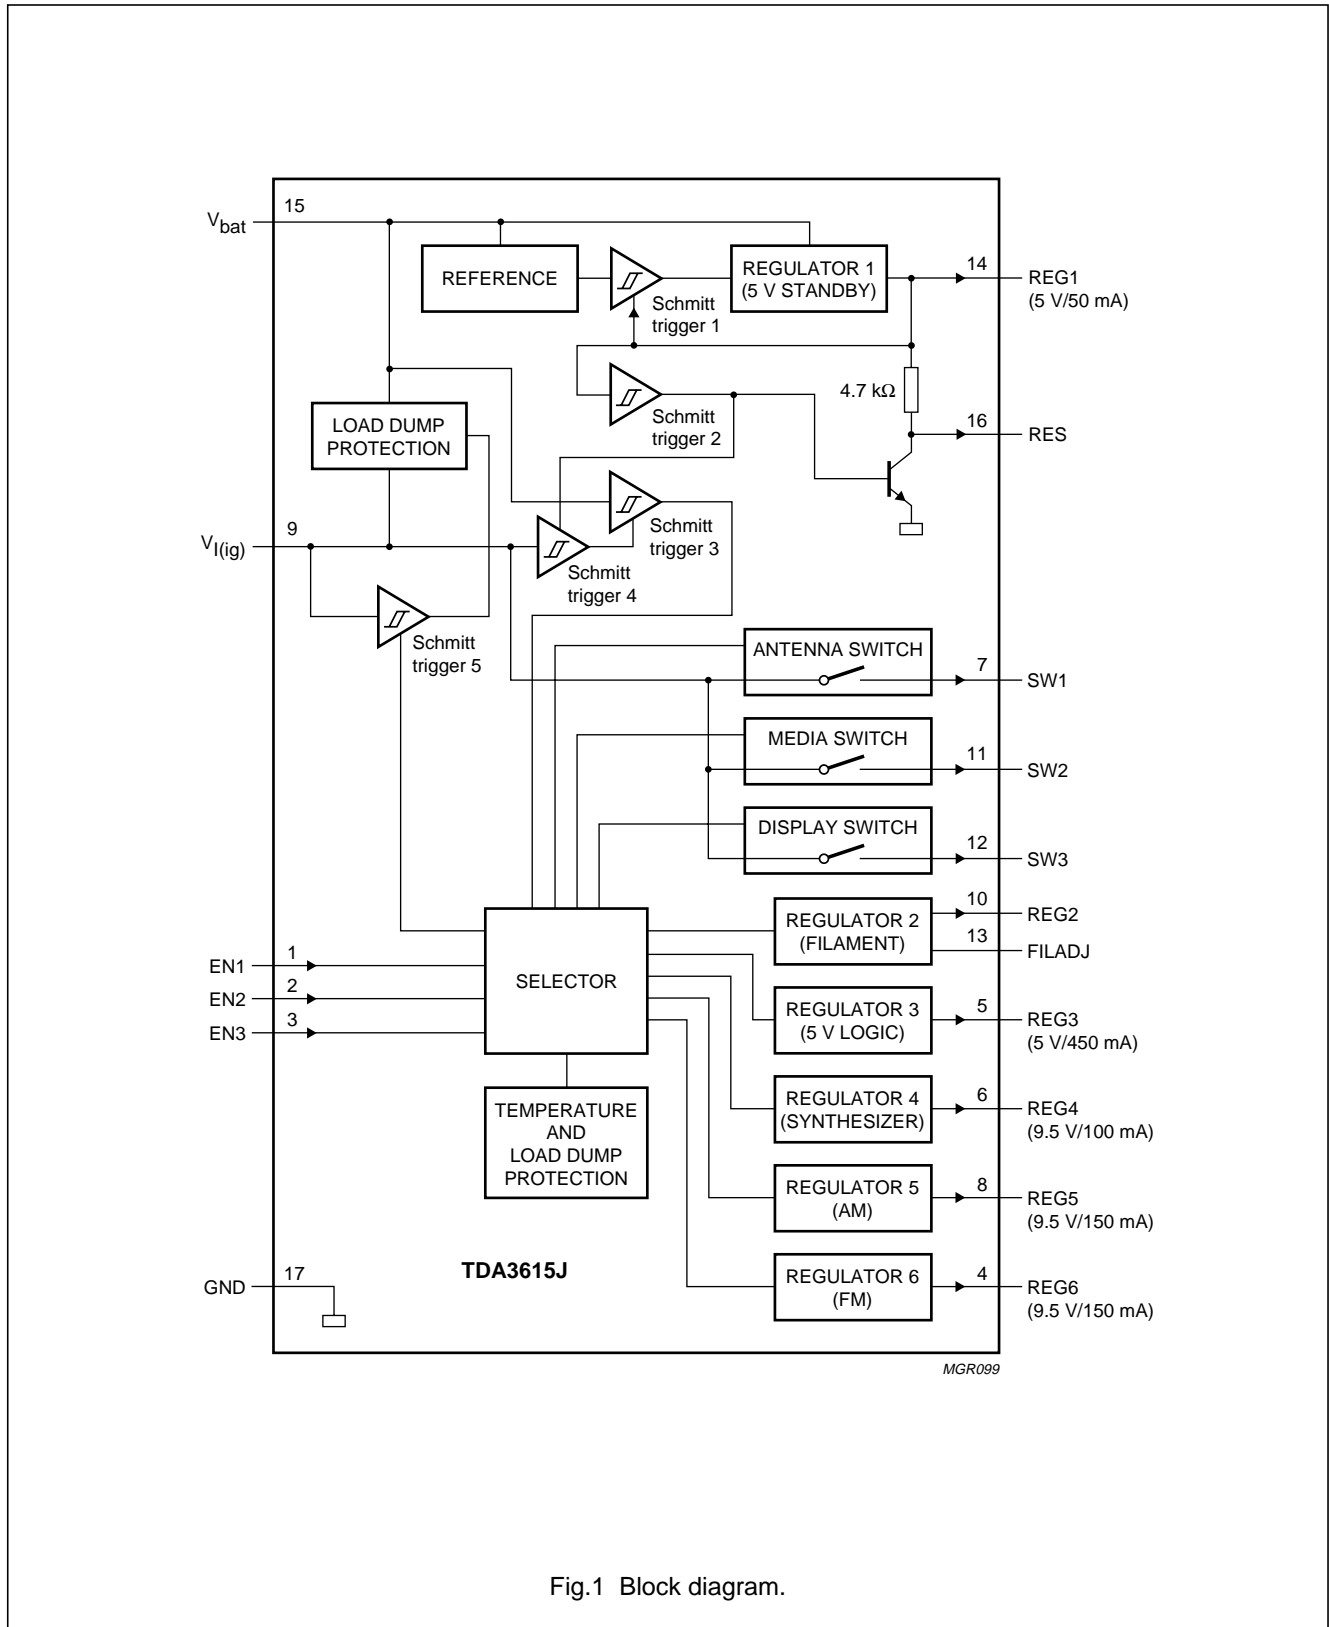 V_bat
15
REFERENCE
Schmitt
trigger 1
REGULATOR 1
(5 V STANDBY)
14
REG1
(5 V/50 mA)
Schmitt
trigger 2
4.7 kΩ
16
RES
LOAD DUMP
PROTECTION
Schmitt
trigger 3
V_I(ig)
9
Schmitt
trigger 4
Schmitt
trigger 5
ANTENNA SWITCH
7
SW1
MEDIA SWITCH
11
SW2
DISPLAY SWITCH
12
SW3
REGULATOR 2
(FILAMENT)
10
REG2
13
FILADJ
EN1
1
EN2
2
EN3
3
SELECTOR
REGULATOR 3
(5 V LOGIC)
5
REG3
(5 V/450 mA)
TEMPERATURE
AND
LOAD DUMP
PROTECTION
REGULATOR 4
(SYNTHESIZER)
6
REG4
(9.5 V/100 mA)
REGULATOR 5
(AM)
8
REG5
(9.5 V/150 mA)
TDA3615J
REGULATOR 6
(FM)
4
REG6
(9.5 V/150 mA)
GND
17
MGR099
Fig.1 Block diagram.